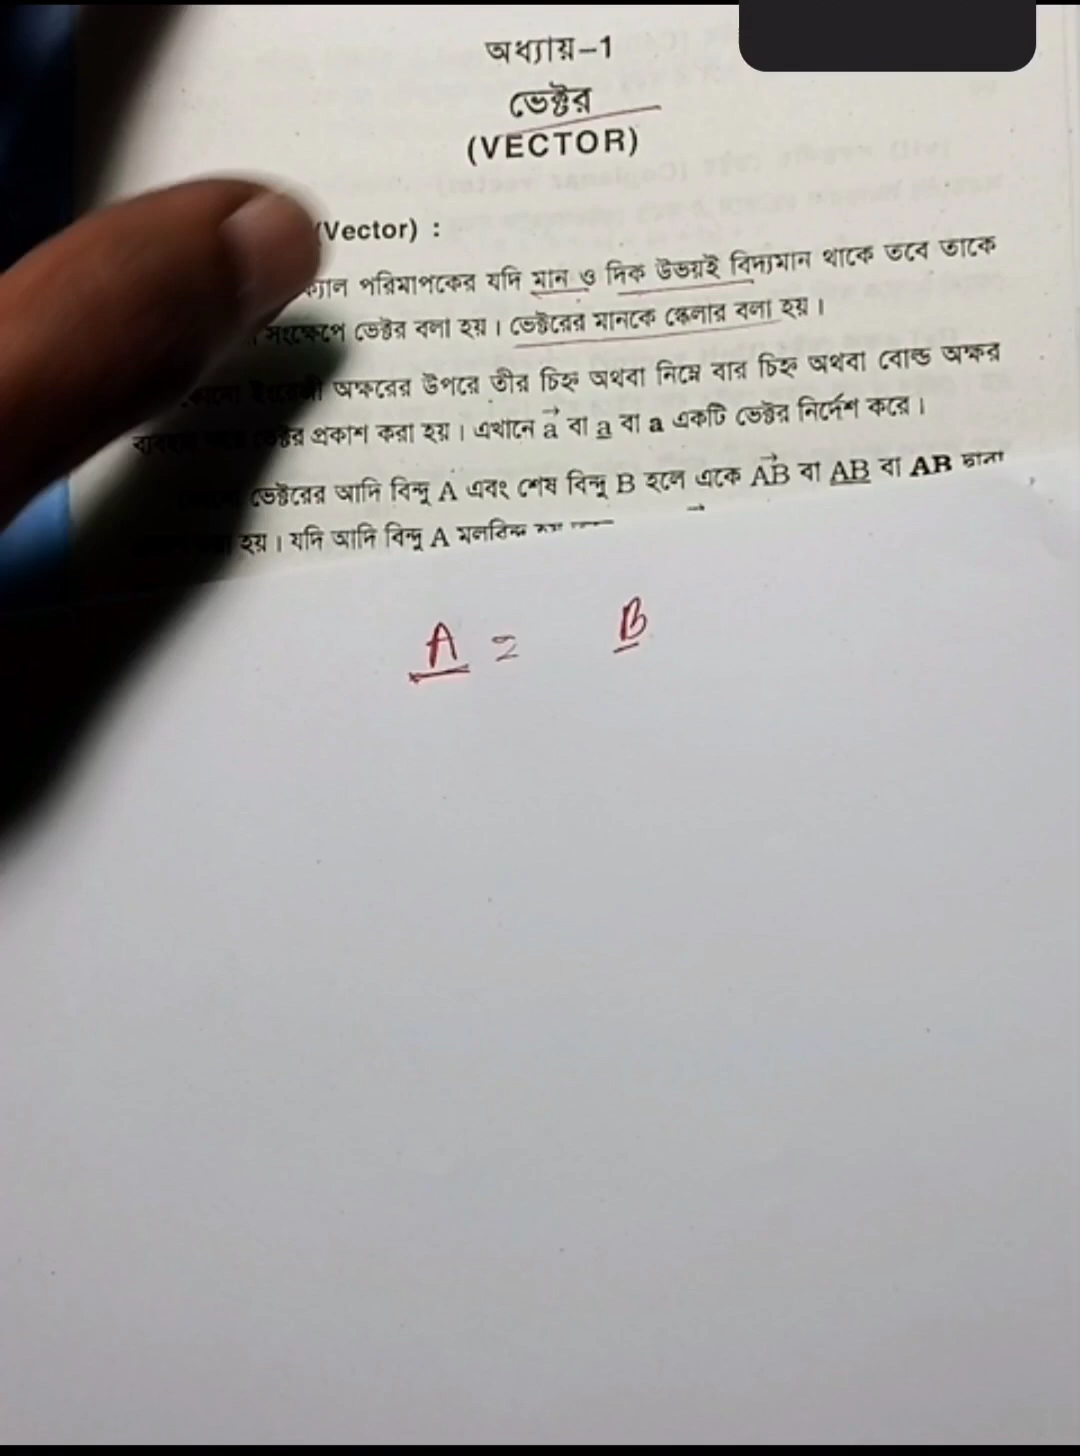 অধ্যায়–1
ভেক্টর
(VECTOR)
(Vector) :
পরিমাপকের যদি মান ও দিক উভয়ই বিদ্যমান থাকে তবে তাকে
সংক্ষেপে ভেক্টর বলা হয়। ভেক্টরের মানকে স্কেলার বলা হয়।
অক্ষরের উপরে তীর চিহ্ন অথবা নিম্নে বার চিহ্ন অথবা বোল্ড অক্ষর
প্রকাশ করা হয়। এখানে a⃗ বা a̲ বা a একটি ভেক্টর নির্দেশ করে।
ভেক্টরের আদি বিন্দু A এবং শেষ বিন্দু B হলে একে A⃗B⃗ বা A̲B̲ বা AB দ্বারা
হয়। যদি আদি বিন্দু A মূলবিন্দু
A̲ = B̲